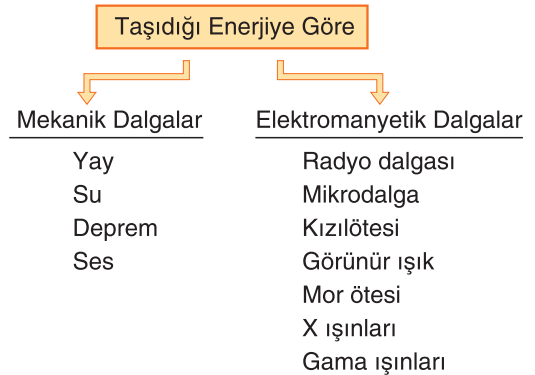 Taşıdığı Enerjiye Göre
Mekanik Dalgalar
Yay
Su
Deprem
Ses
Elektromanyetik Dalgalar
Radyo dalgası
Mikrodalga
Kızılötesi
Görünür ışık
Mor ötesi
X ışınları
Gama ışınları